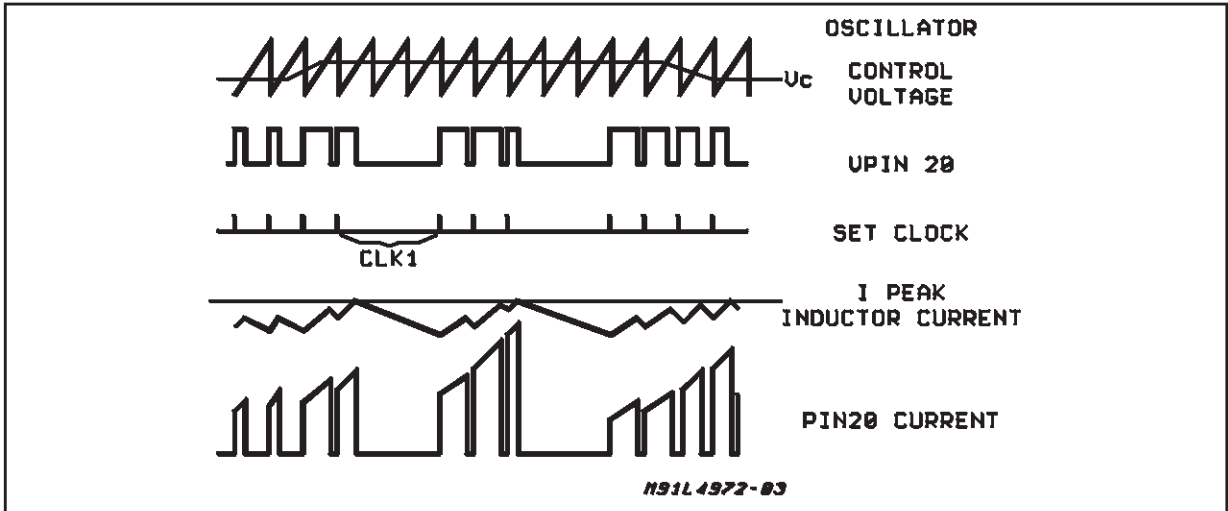 OSCILLATOR
Vc
CONTROL
VOLTAGE
VPIN 20
SET CLOCK
CLK1
I PEAK
INDUCTOR CURRENT
PIN20 CURRENT
M91L4972-03